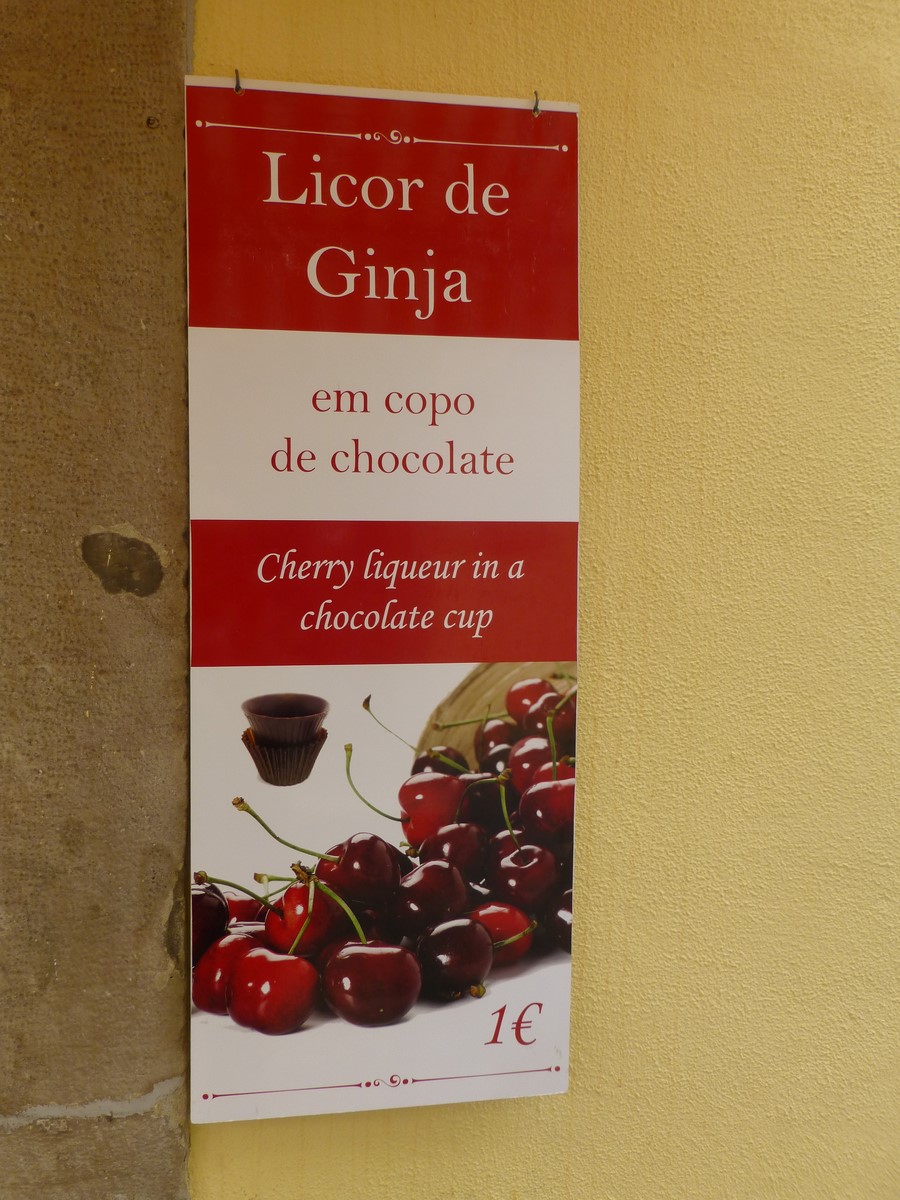 Licor de
Ginja
em copo
de chocolate
Cherry liqueur in a
chocolate cup
1€